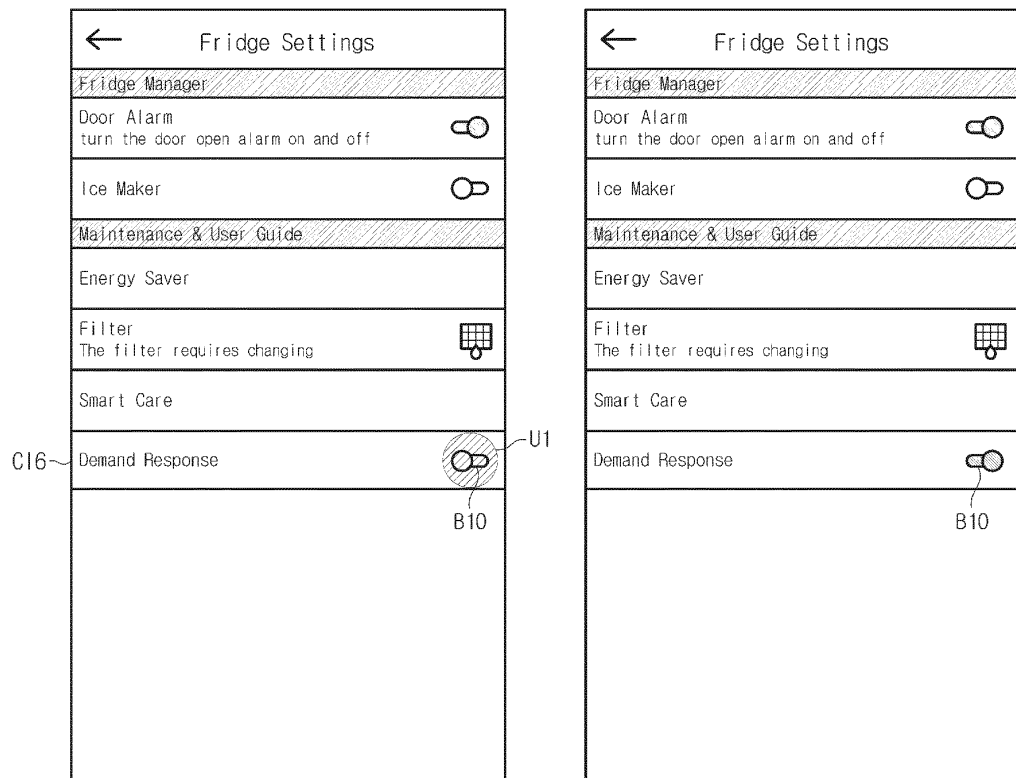 Fridge Settings
Fridge Manager
Door Alarm
turn the door open alarm on and off
Ice Maker
Maintenance & User Guide
Energy Saver
Filter
The filter requires changing
Smart Care
CI6
Demand Response
U1
B10
Fridge Settings
Fridge Manager
Door Alarm
turn the door open alarm on and off
Ice Maker
Maintenance & User Guide
Energy Saver
Filter
The filter requires changing
Smart Care
Demand Response
B10